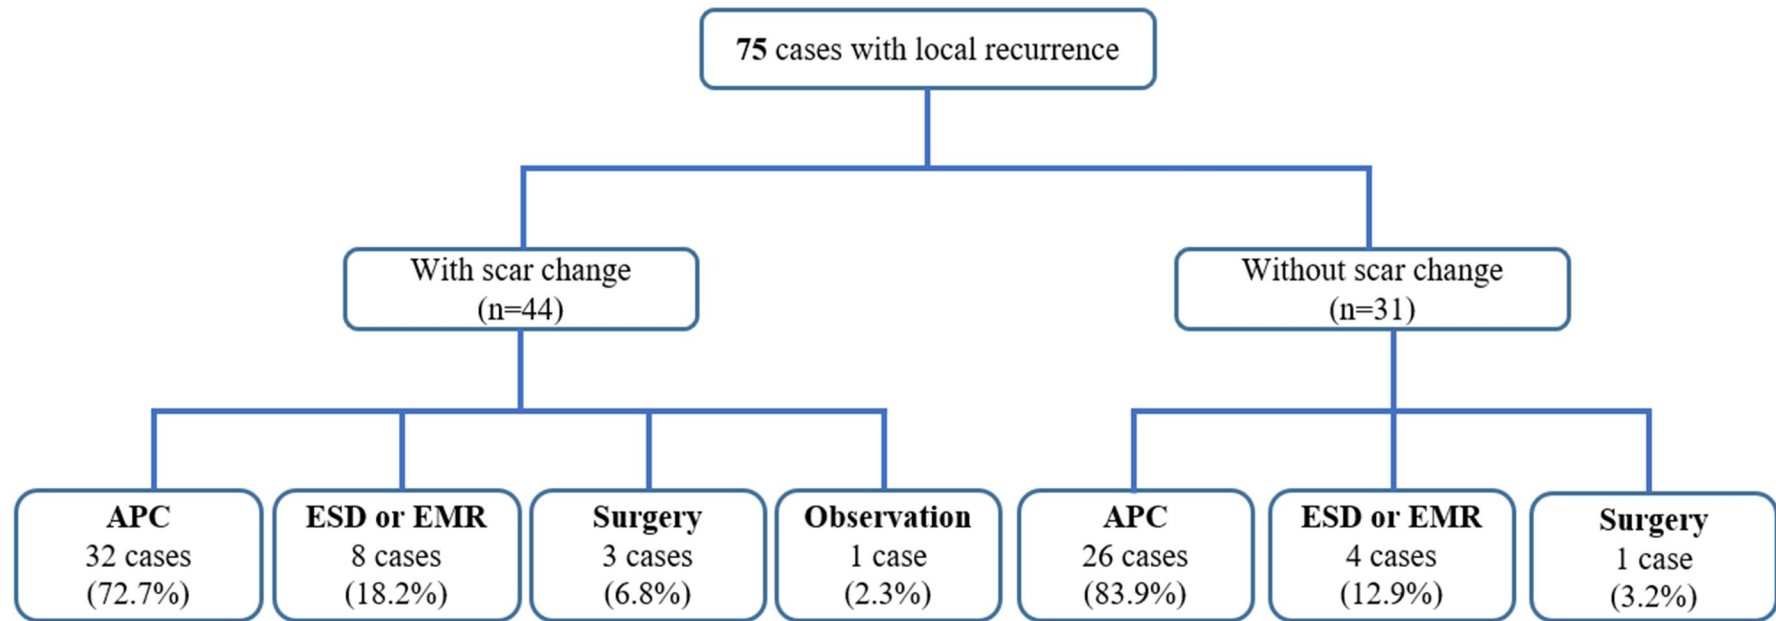 75 cases with local recurrence
With scar change
(n=44)
Without scar change
(n=31)
APC
32 cases
(72.7%)
ESD or EMR
8 cases
(18.2%)
Surgery
3 cases
(6.8%)
Observation
1 case
(2.3%)
APC
26 cases
(83.9%)
ESD or EMR
4 cases
(12.9%)
Surgery
1 case
(3.2%)